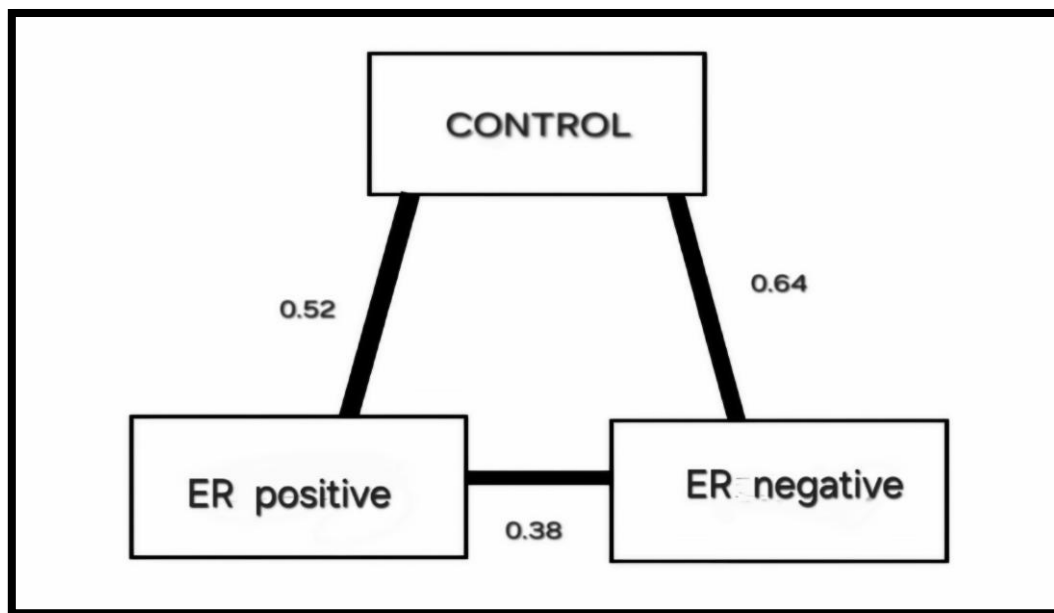 CONTROL
0.52
0.64
ER positive
0.38
ER negative